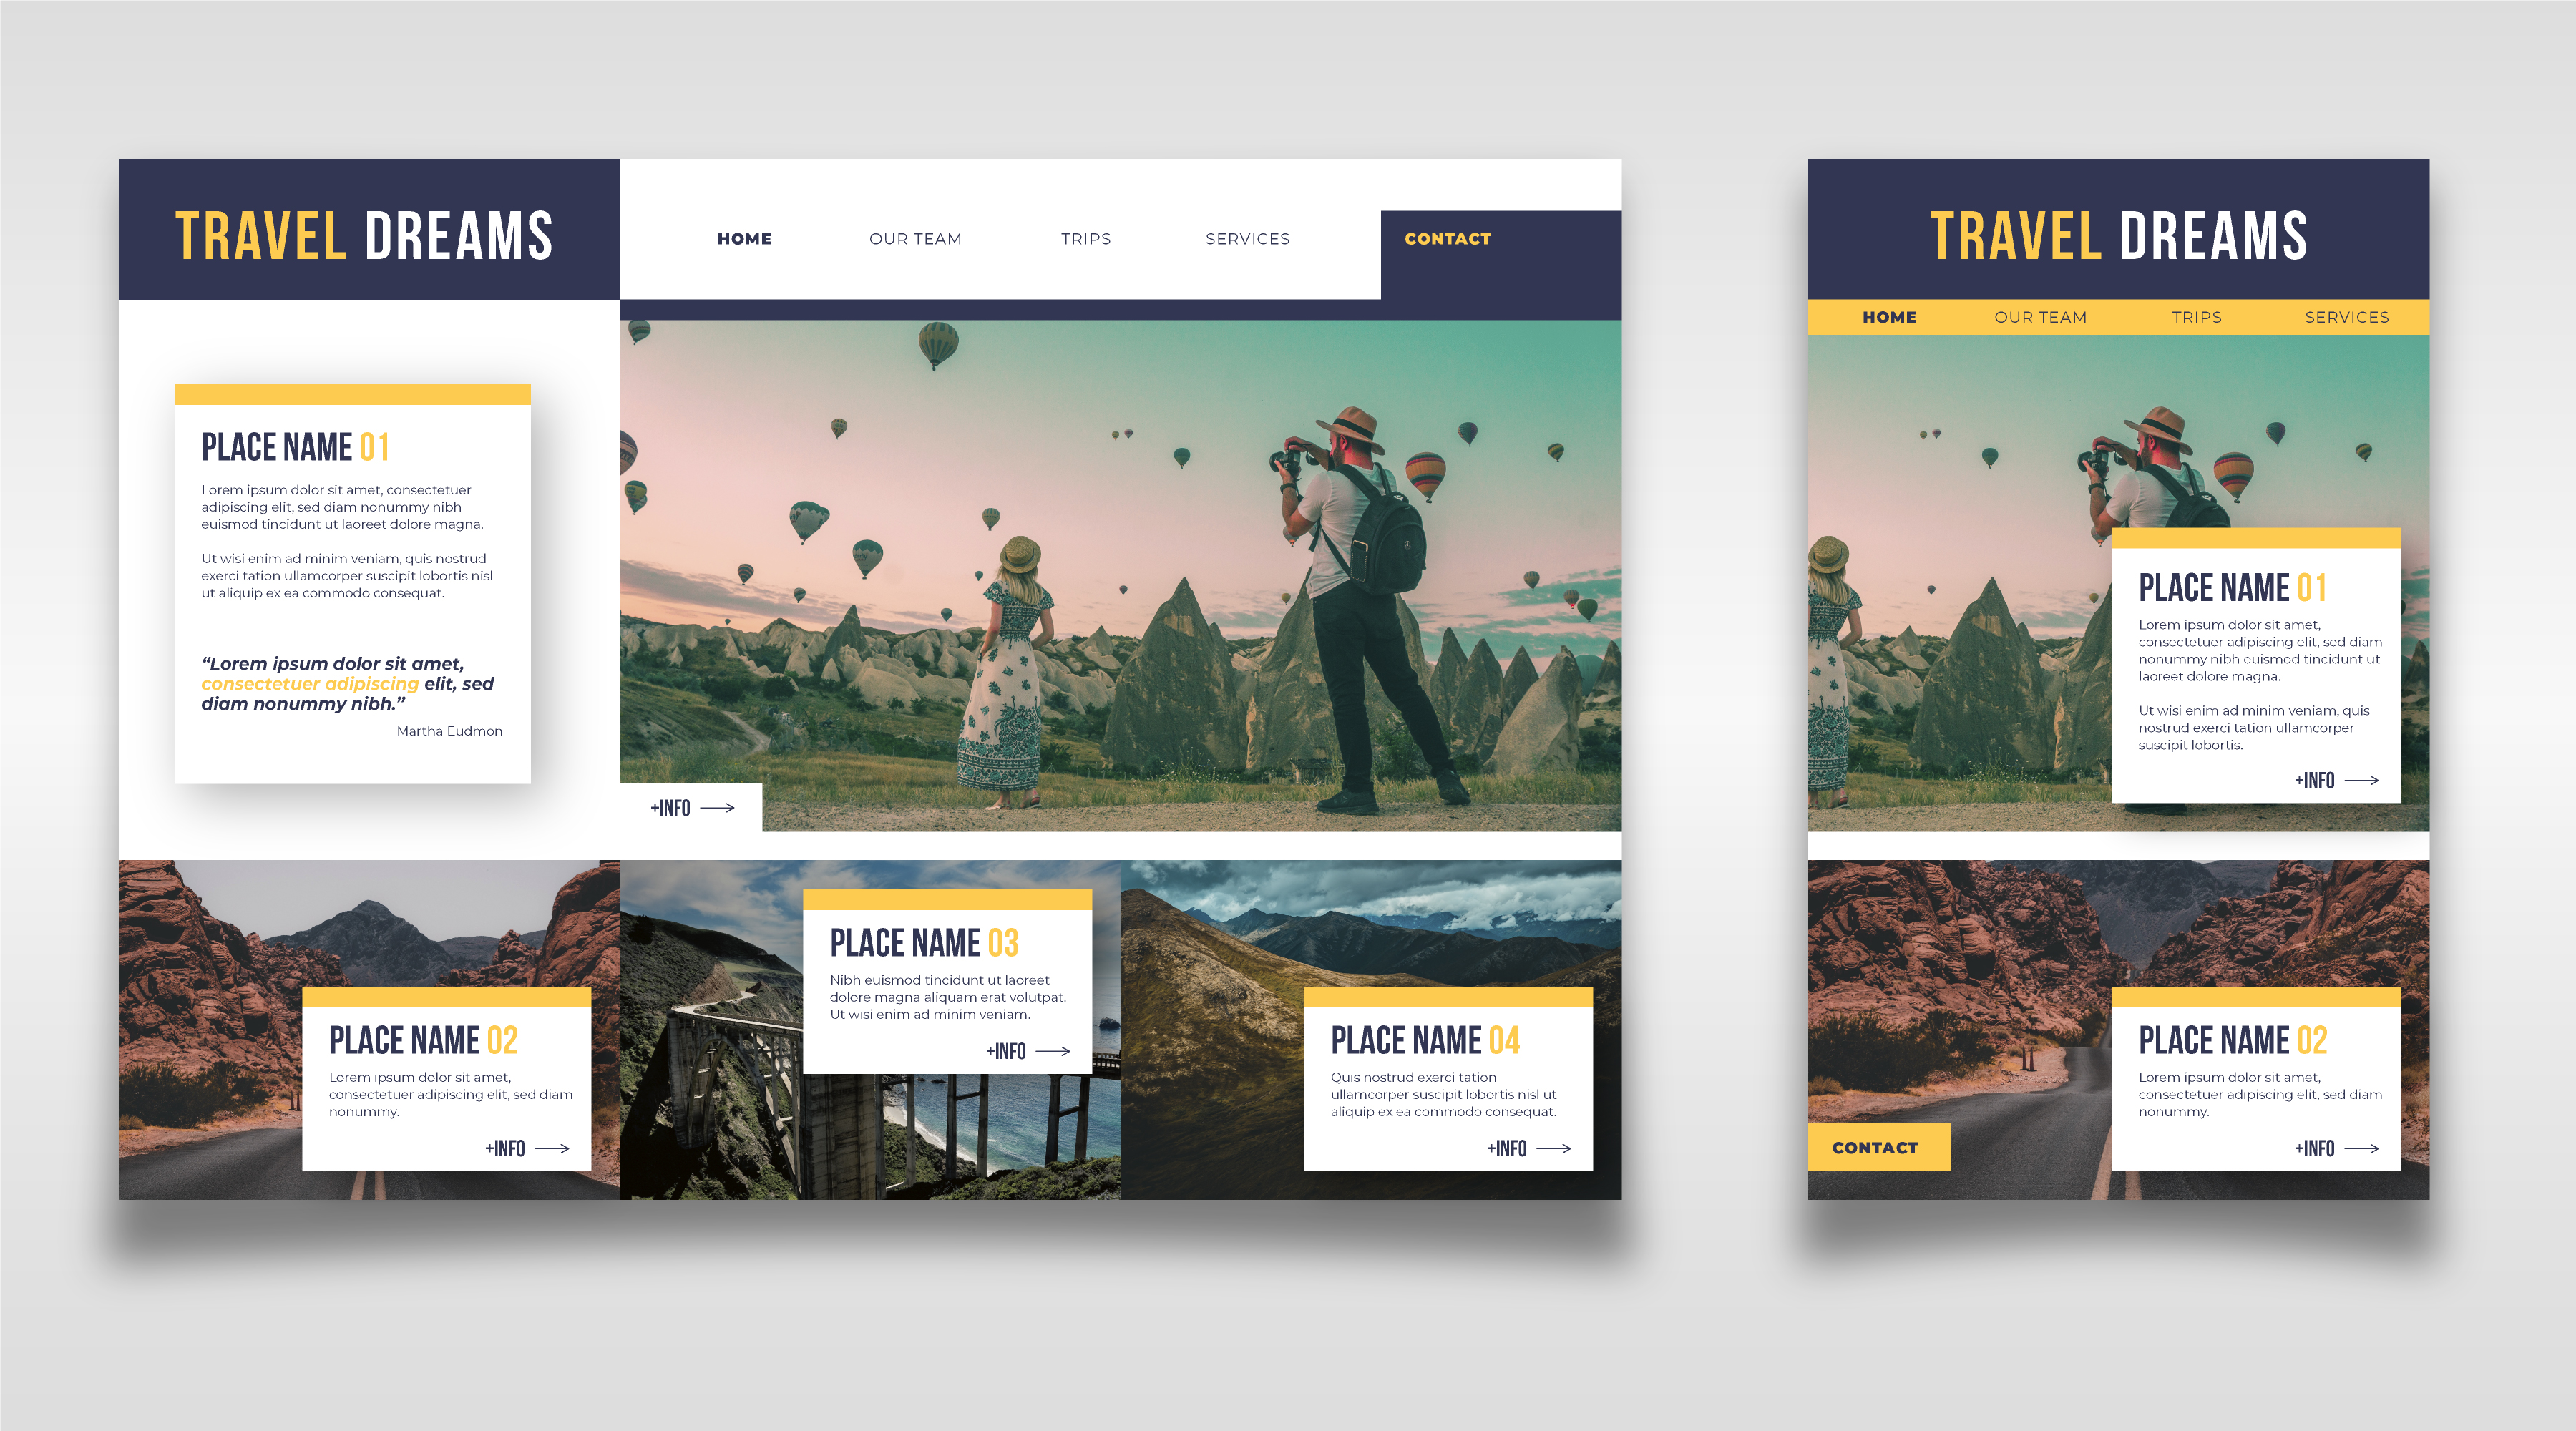 TRAVEL DREAMS
HOME OUR TEAM TRIPS SERVICES CONTACT
PLACE NAME 01
Lorem ipsum dolor sit amet, consectetuer
adipiscing elit, sed diam nonummy nibh
euismod tincidunt ut laoreet dolore magna.
Ut wisi enim ad minim veniam, quis nostrud
exerci tation ullamcorper suscipit lobortis nisl
ut aliquip ex ea commodo consequat.
“Lorem ipsum dolor sit amet,
consectetuer adipiscing elit, sed
diam nonummy nibh.”
Martha Eudmon
+INFO
PLACE NAME 02
Lorem ipsum dolor sit amet,
consectetuer adipiscing elit, sed diam
nonummy.
+INFO
PLACE NAME 03
Nibh euismod tincidunt ut laoreet
dolore magna aliquam erat volutpat.
Ut wisi enim ad minim veniam.
+INFO
PLACE NAME 04
Quis nostrud exerci tation
ullamcorper suscipit lobortis nisl ut
aliquip ex ea commodo consequat.
+INFO
TRAVEL DREAMS
HOME OUR TEAM TRIPS SERVICES
PLACE NAME 01
Lorem ipsum dolor sit amet,
consectetuer adipiscing elit, sed diam
nonummy nibh euismod tincidunt ut
laoreet dolore magna.
Ut wisi enim ad minim veniam, quis
nostrud exerci tation ullamcorper
suscipit lobortis.
+INFO
PLACE NAME 02
Lorem ipsum dolor sit amet,
consectetuer adipiscing elit, sed diam
nonummy.
+INFO
CONTACT